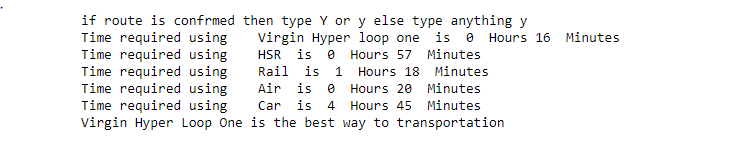 if route is confrmed then type Y or y else type anything y
Time required using    Virgin Hyper loop one  is  0  Hours 16  Minutes
Time required using    HSR  is  0  Hours 57  Minutes
Time required using    Rail  is  1  Hours 18  Minutes
Time required using    Air  is  0  Hours 20  Minutes
Time required using    Car  is  4  Hours 45  Minutes
Virgin Hyper Loop One is the best way to transportation